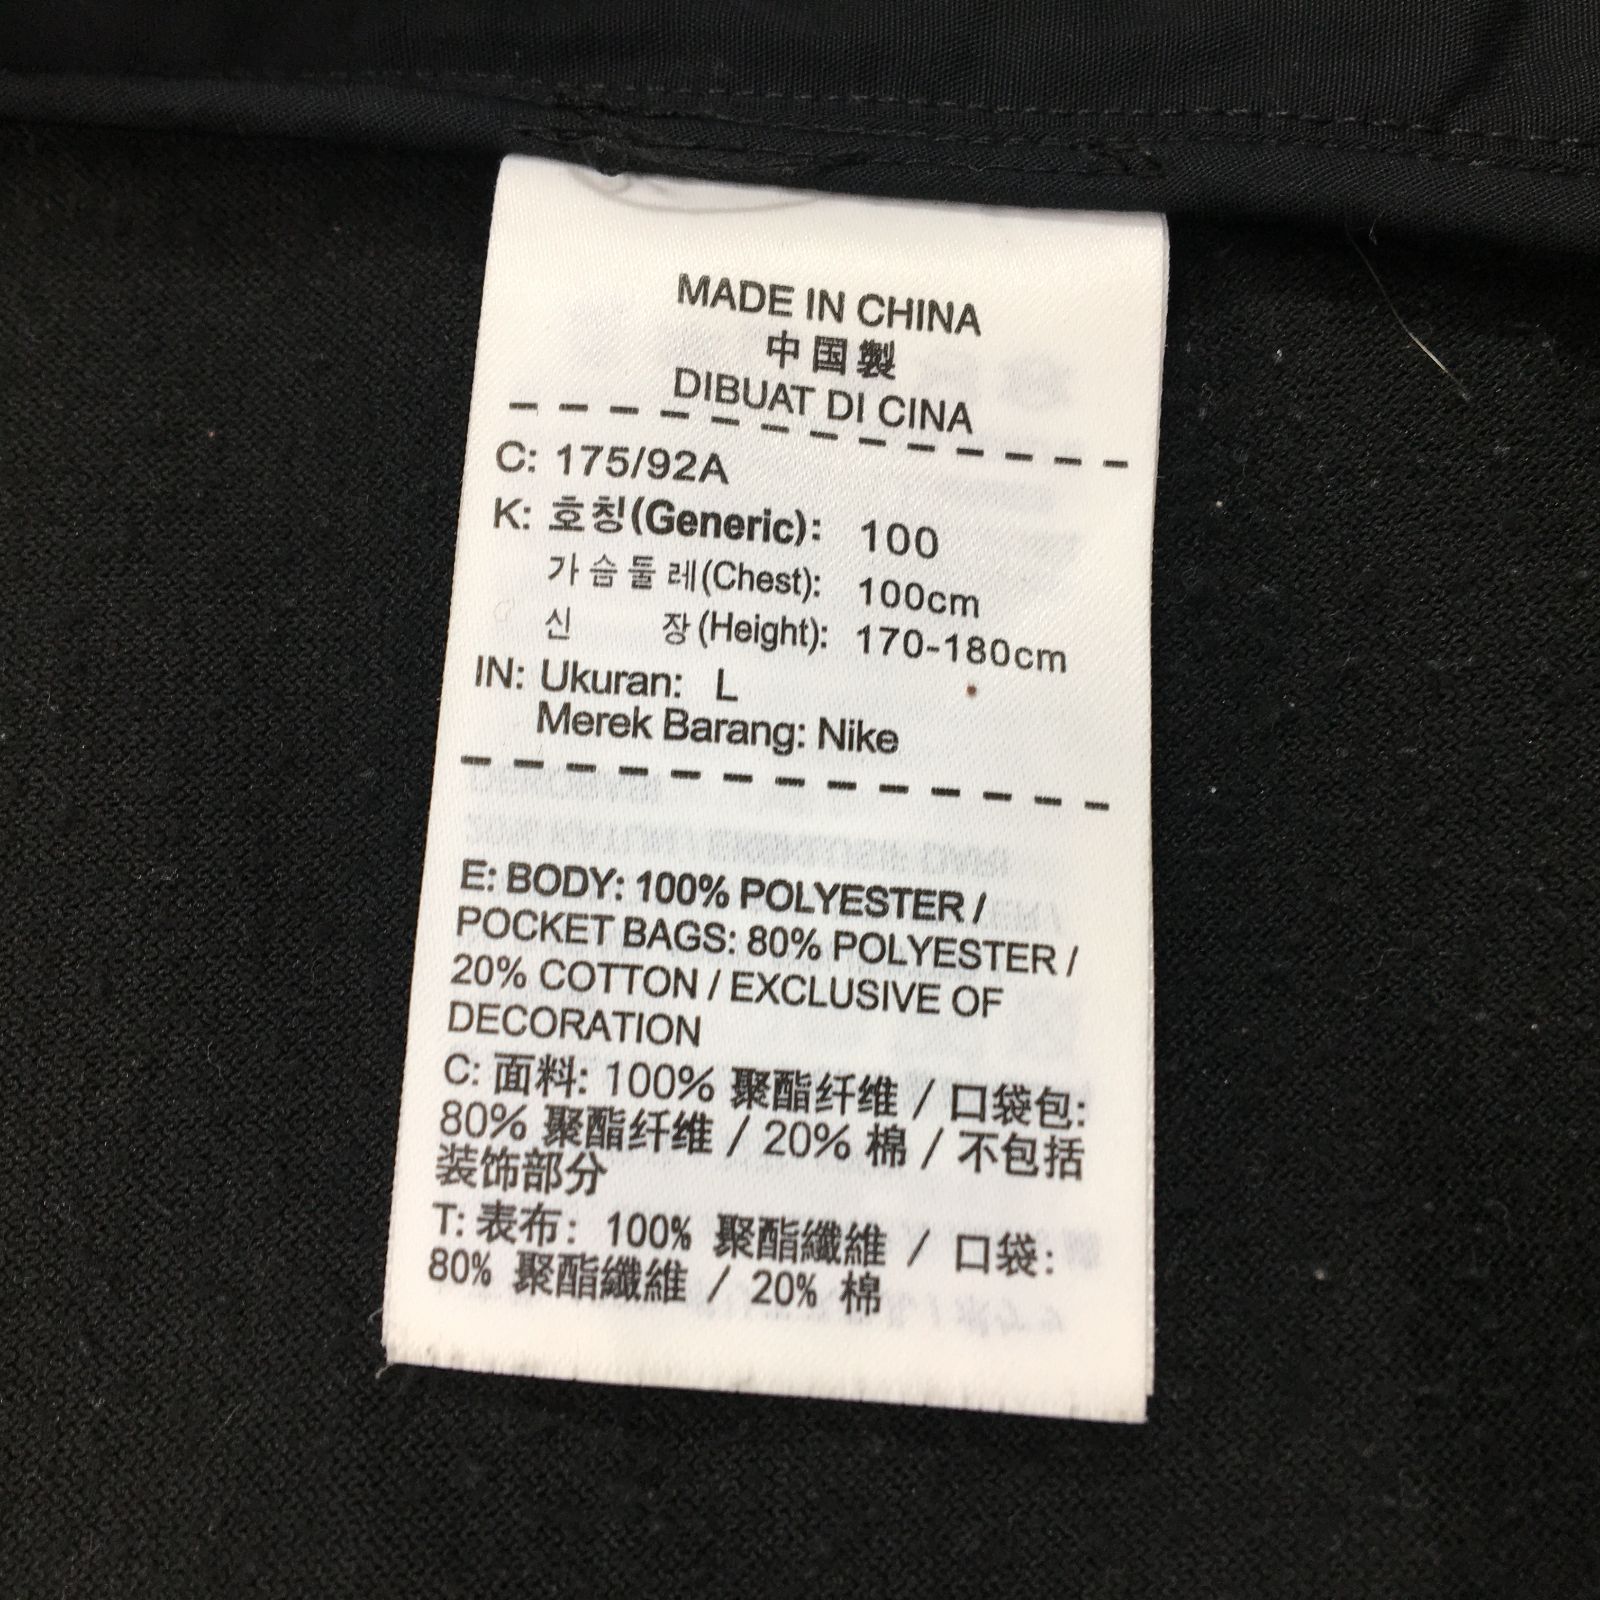 MADE IN CHINA
中国製
DIBUAT DI CINA
C: 175/92A
K: 호칭(Generic): 100
가슴둘레(Chest): 100cm
신 장(Height): 170-180cm
IN: Ukuran: L
Merek Barang: Nike
E: BODY: 100% POLYESTER /
POCKET BAGS: 80% POLYESTER /
20% COTTON / EXCLUSIVE OF
DECORATION
C: 面料: 100% 聚酯纤维 / 口袋包:
80% 聚酯纤维 / 20% 棉 / 不包括
装饰部分
T: 表布: 100% 聚酯纖維 / 口袋:
80% 聚酯纖維 / 20% 棉